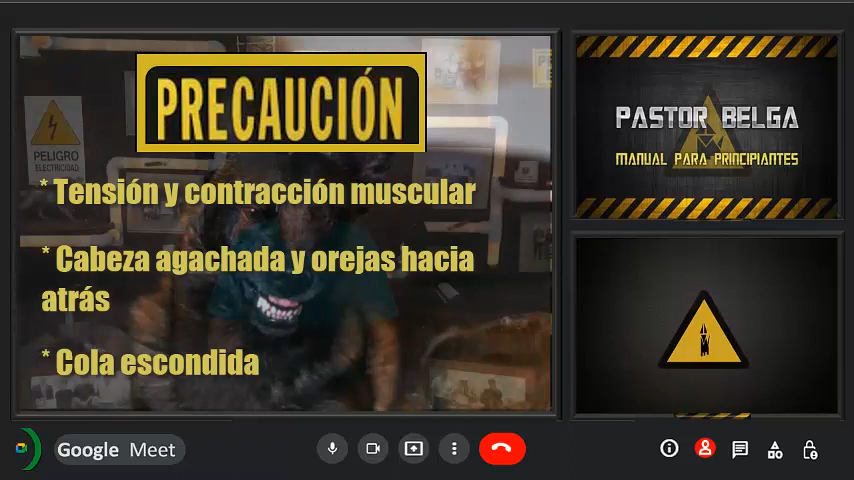 PRECAUCIÓN
PELIGRO
ELECTRICIDAD
* Tensión y contracción muscular
* Cabeza agachada y orejas hacia
atrás
* Cola escondida
PASTOR BELGA
MANUAL PARA PRINCIPIANTES
Google Meet